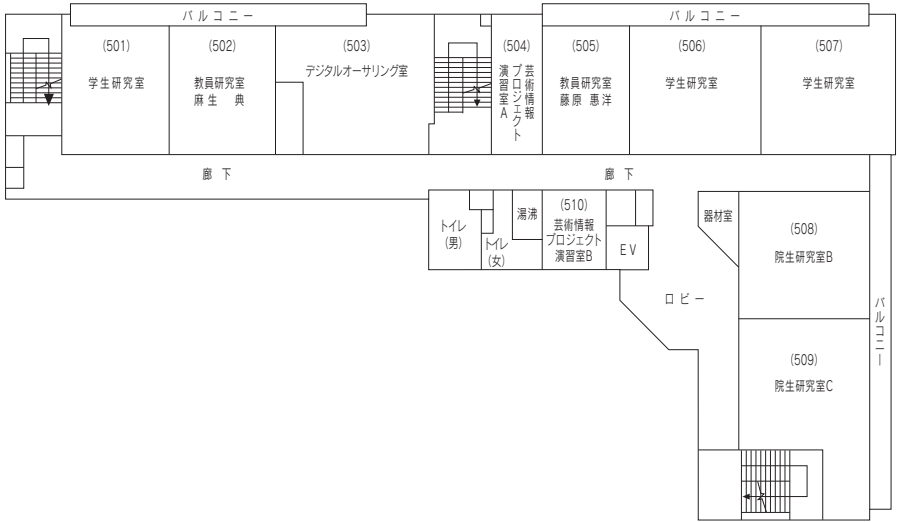 バルコニー
バルコニー
(501)
学生研究室
(502)
教員研究室
麻生　典
(503)
デジタルオーサリング室
(504)
芸術情報
プロジェクト
演習室A
(505)
教員研究室
藤原 惠洋
(506)
学生研究室
(507)
学生研究室
廊下
廊下
トイレ
(男)
トイレ
(女)
湯沸
(510)
芸術情報
プロジェクト
演習室B
EV
器材室
(508)
院生研究室B
ロビー
バルコニー
(509)
院生研究室C